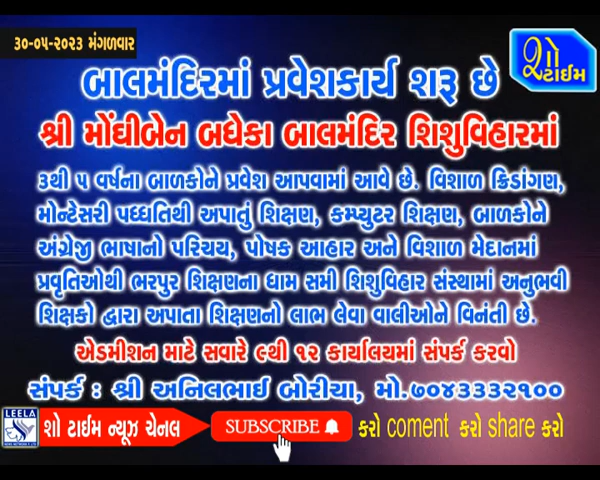 ૩૦-૦૫-૨૦૨૩ મંગળવાર
શો
ટાઈમ
બાલમંદિરમાં પ્રવેશકાર્ય શરૂ છે
શ્રી મોંઘીબેન બધેકા બાલમંદિર શિશુવિહારમાં
૩થી ૫ વર્ષના બાળકોને પ્રવેશ આપવામાં આવે છે. વિશાળ ક્રિડાંગણ,
મોન્ટેસરી પધ્ધતિથી અપાતું શિક્ષણ, કમ્પ્યુટર શિક્ષણ, બાળકોને
અંગ્રેજી ભાષાનો પરિચય, પોષક આહાર અને વિશાળ મેદાનમાં
પ્રવૃતિઓથી ભરપુર શિક્ષણના ધામ સમી શિશુવિહાર સંસ્થામાં અનુભવી
શિક્ષકો દ્વારા અપાતા શિક્ષણનો લાભ લેવા વાલીઓને વિનંતી છે.
એડમીશન માટે સવારે ૯થી ૧૨ કાર્યાલયમાં સંપર્ક કરવો
સંપર્ક : શ્રી અનિલભાઈ બોરીચા, મો.૭૦૪૩૩૩૨૧૦૦
LEELA
શો ટાઈમ ન્યૂઝ ચેનલ SUBSCRIBE કરો coment કરો share કરો